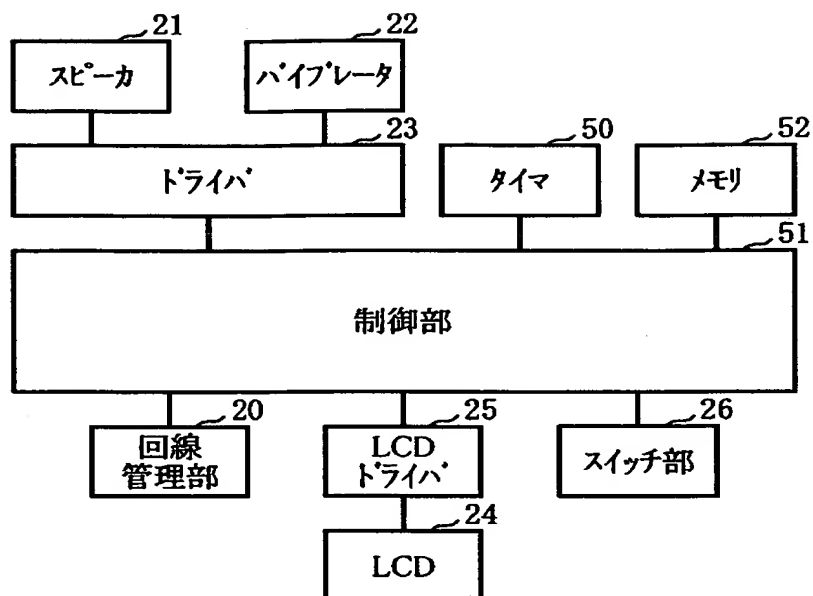 21
22
スピーカ
バイブレータ
23
50
52
ドライバ
タイマ
メモリ
51
制御部
20
25
26
回線
管理部
LCD
ドライバ
スイッチ部
24
LCD